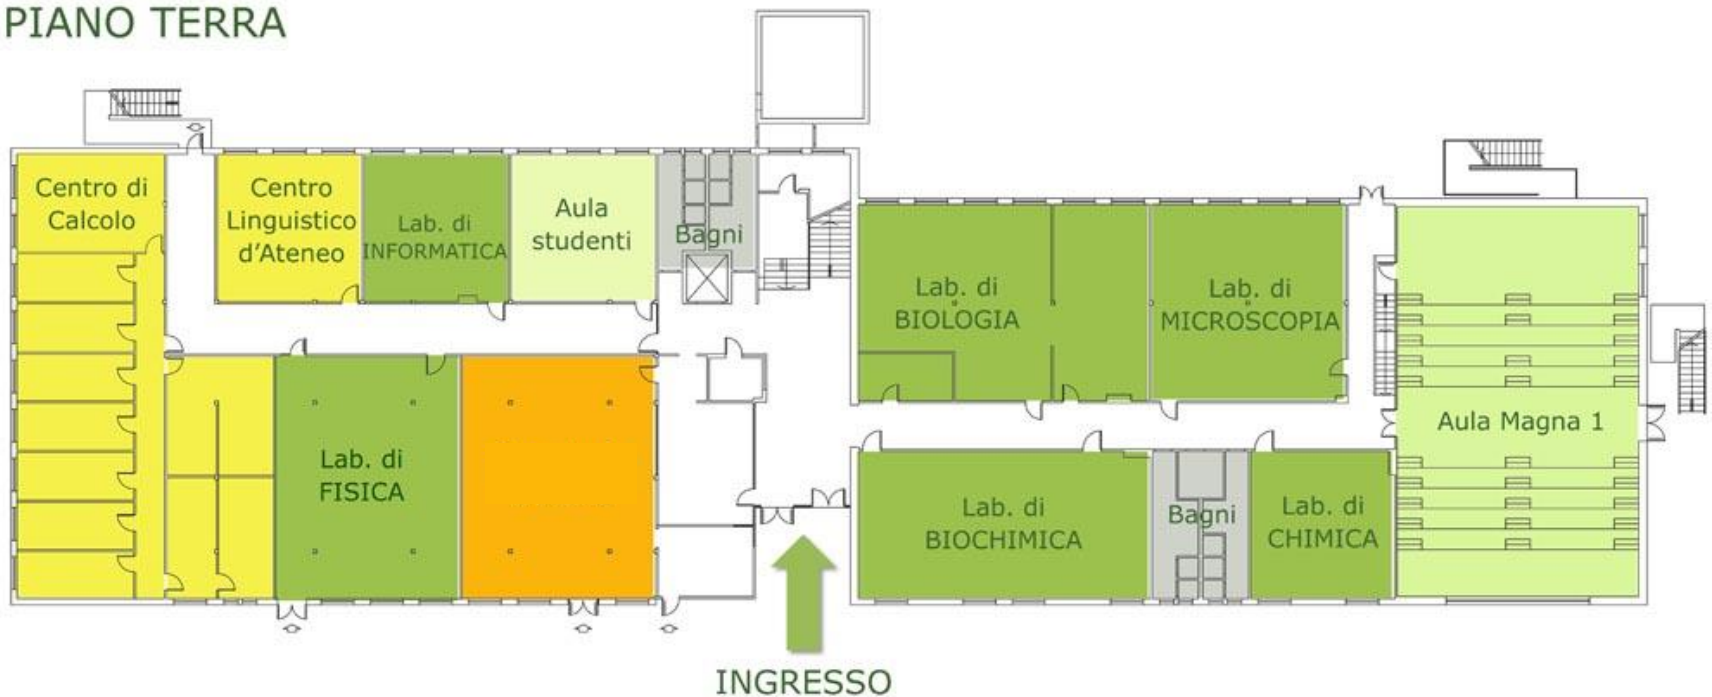 PIANO TERRA
Centro di
Calcolo
Centro
Linguistico
d'Ateneo
Lab. di
INFORMATICA
Aula
studenti
Bagni
Lab. di
BIOLOGIA
Lab. di
MICROSCOPIA
Aula Magna 1
Lab. di
FISICA
Lab. di
BIOCHIMICA
Bagni
Lab. di
CHIMICA
INGRESSO